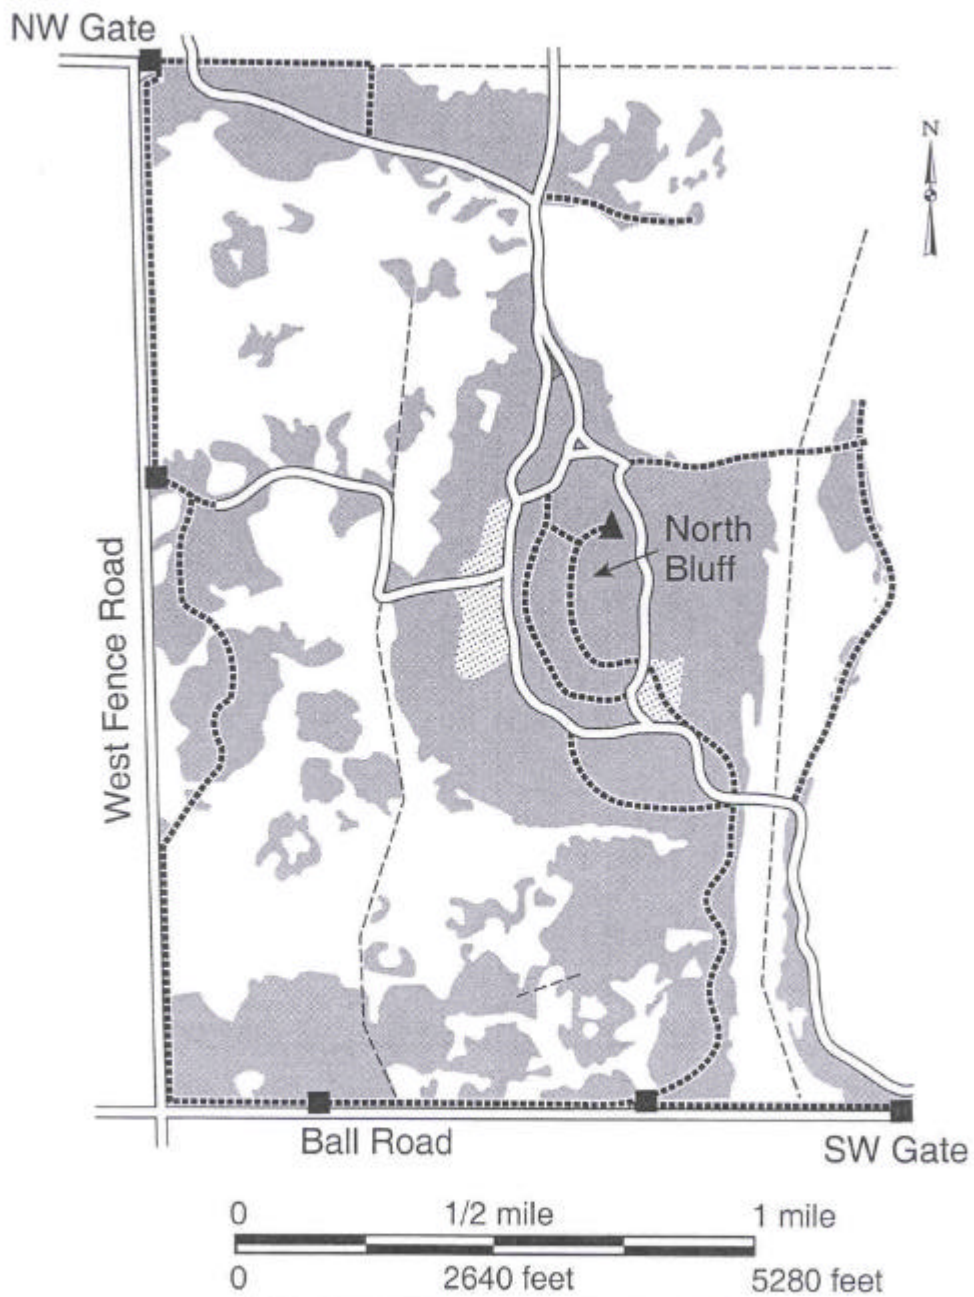 NW Gate
N
North
Bluff
West Fence Road
Ball Road
SW Gate
0 1/2 mile 1 mile
0 2640 feet 5280 feet